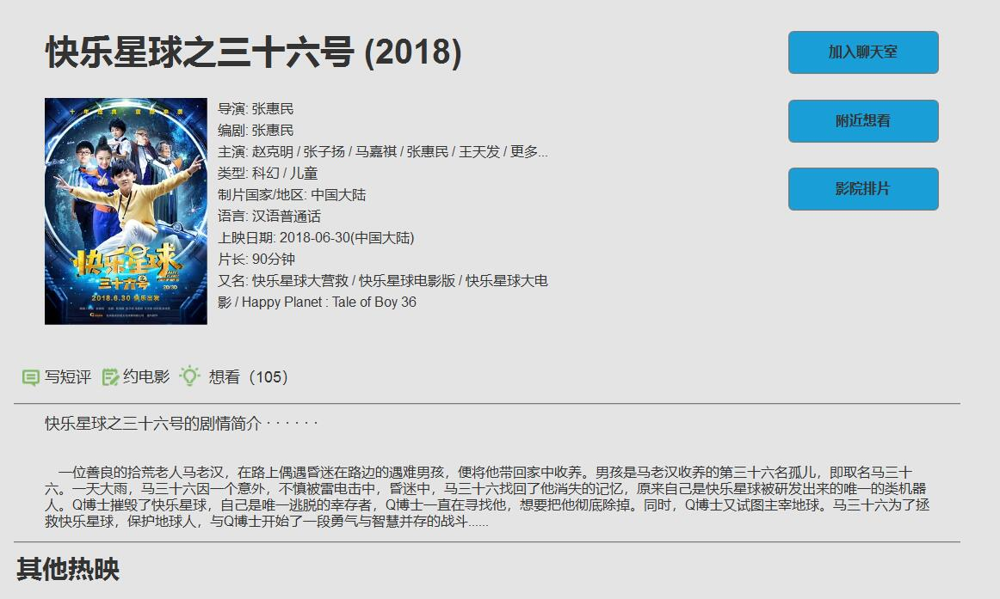 快乐星球之三十六号 (2018)
加入聊天室
附近想看
影院排片
导演: 张惠民
编剧: 张惠民
主演: 赵克明 / 张子扬 / 马嘉祺 / 张惠民 / 王天发 / 更多...
类型: 科幻 / 儿童
制片国家/地区: 中国大陆
语言: 汉语普通话
上映日期: 2018-06-30(中国大陆)
片长: 90分钟
又名: 快乐星球大营救 / 快乐星球电影版 / 快乐星球大电
影 / Happy Planet : Tale of Boy 36
快乐星球
三十六号
2018.6.30 快乐出发
写短评 约电影 想看（105）
快乐星球之三十六号的剧情简介 · · · · · ·
一位善良的拾荒老人马老汉，在路上偶遇昏迷在路边的遇难男孩，便将他带回家中收养。男孩是马老汉收养的第三十六名孤儿，即取名马三十
六。一天大雨，马三十六因一个意外，不慎被雷电击中，昏迷中，马三十六找回了他消失的记忆，原来自己是快乐星球被研发出来的唯一的类机器
人。Q博士摧毁了快乐星球，自己是唯一逃脱的幸存者，Q博士一直在寻找他，想要把他彻底除掉。同时，Q博士又试图主宰地球。马三十六为了拯
救快乐星球，保护地球人，与Q博士开始了一段勇气与智慧并存的战斗......
其他热映